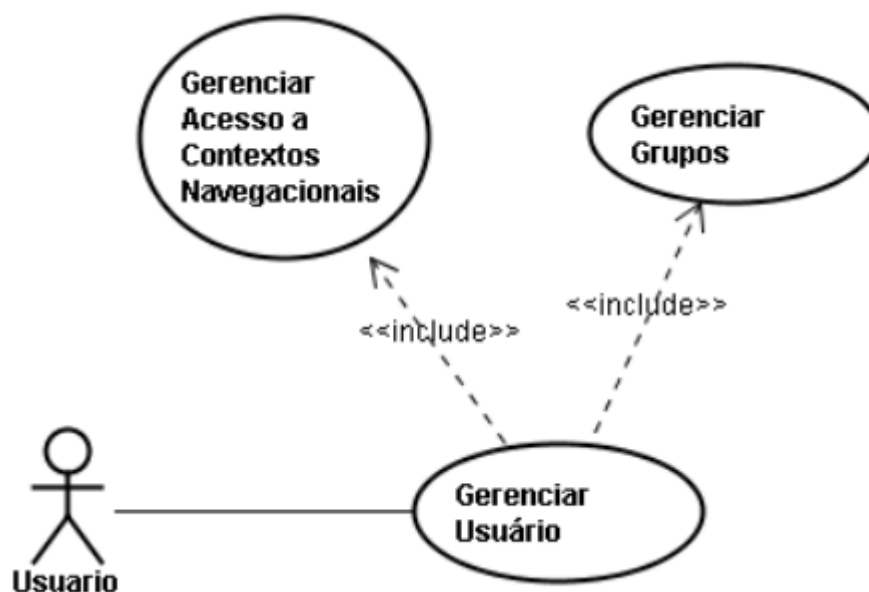 Gerenciar
Acesso a
Contextos
Navegacionais
Gerenciar
Grupos
<<include>>
<<include>>
Gerenciar
Usuário
Usuario